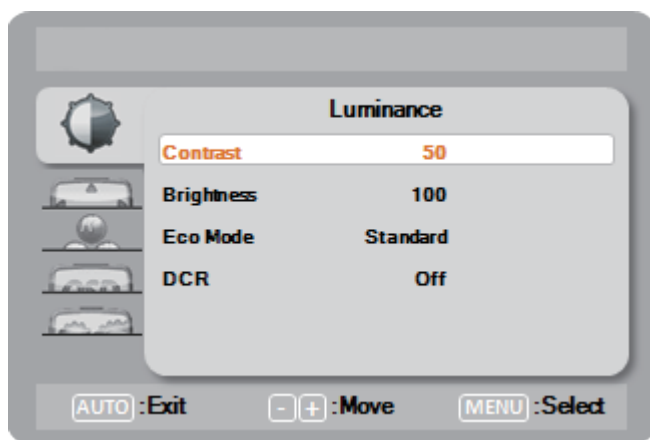 Luminance
Contrast 50
Brightness 100
Eco Mode Standard
DCR Off
AUTO :Exit - + :Move MENU :Select